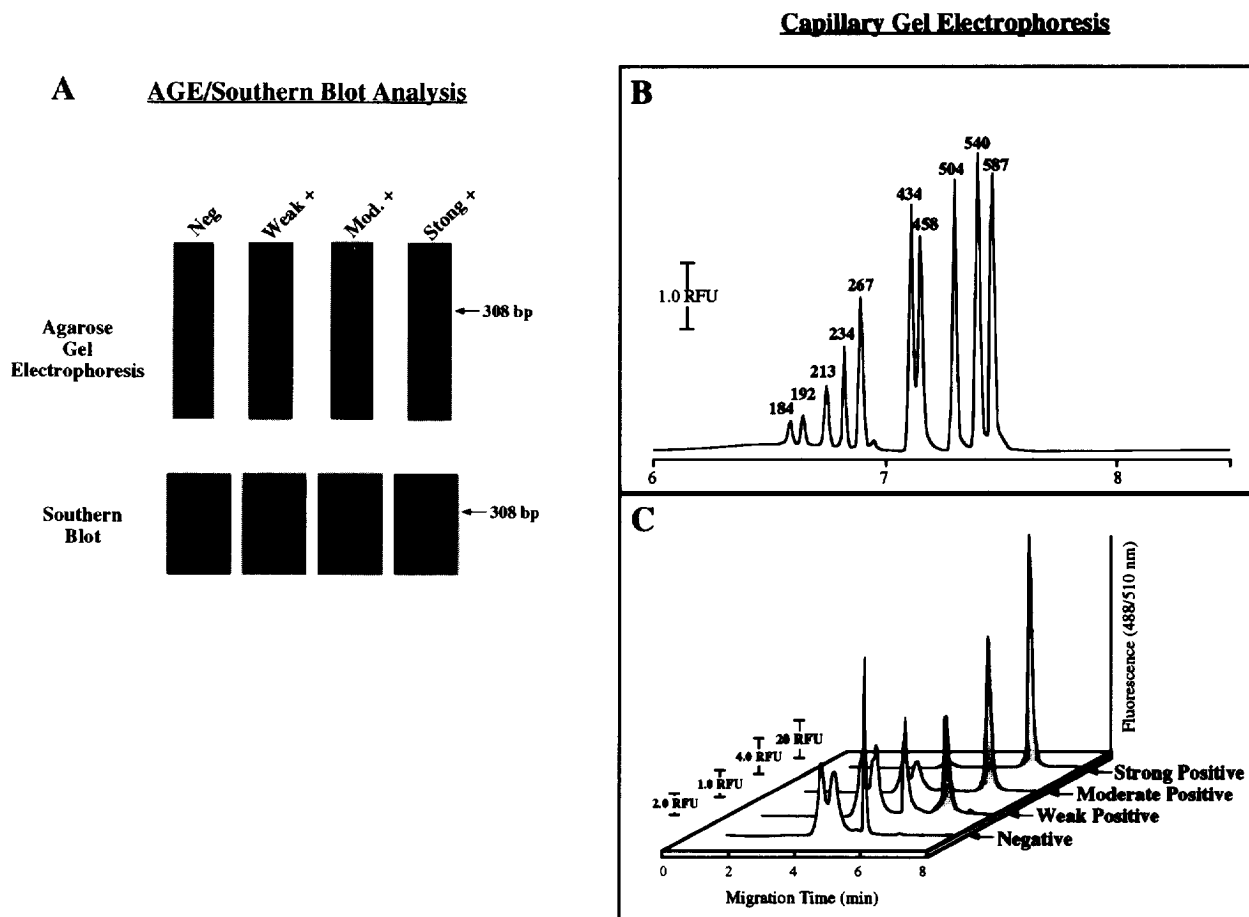 Capillary Gel Electrophoresis
A
AGE/Southern Blot Analysis
Neg
Weak +
Mod. +
Stong +
308 bp
Agarose
Gel
Electrophoresis
308 bp
Southern
Blot
B
1.0 RFU
184
192
213
234
267
434
458
504
540
587
6
7
8
C
Fluorescence (488/510 nm)
20 RFU
4.0 RFU
1.0 RFU
2.0 RFU
Strong Positive
Moderate Positive
Weak Positive
Negative
0
2
4
6
8
Migration Time (min)